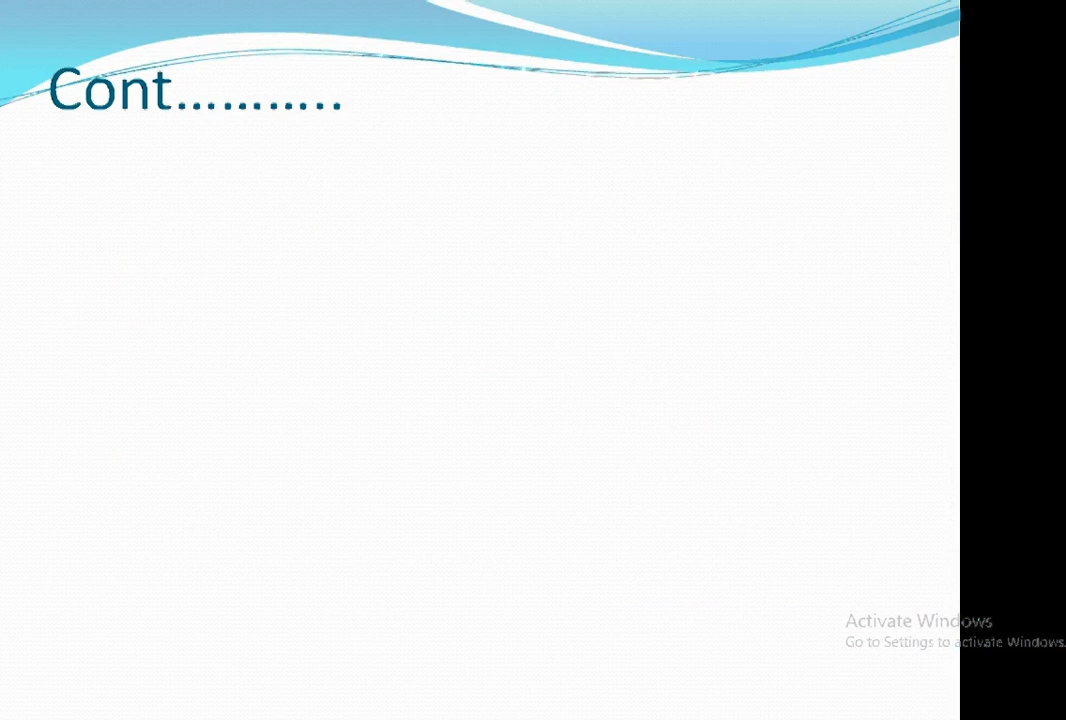 Cont...........
Activate Windows
Go to Settings to activate Windows.